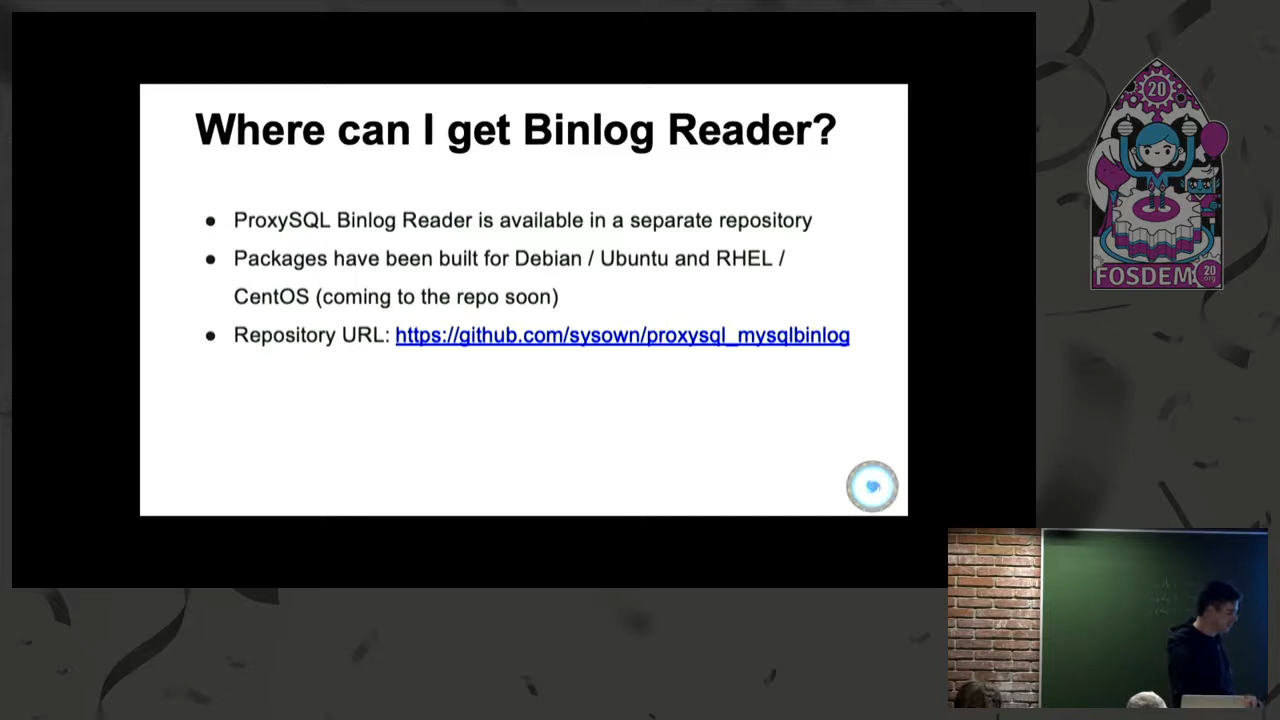 Where can I get Binlog Reader?
● ProxySQL Binlog Reader is available in a separate repository
● Packages have been built for Debian / Ubuntu and RHEL /
CentOS (coming to the repo soon)
● Repository URL: https://github.com/sysown/proxysql_mysqlbinlog
20
FOSDEM
20
.org